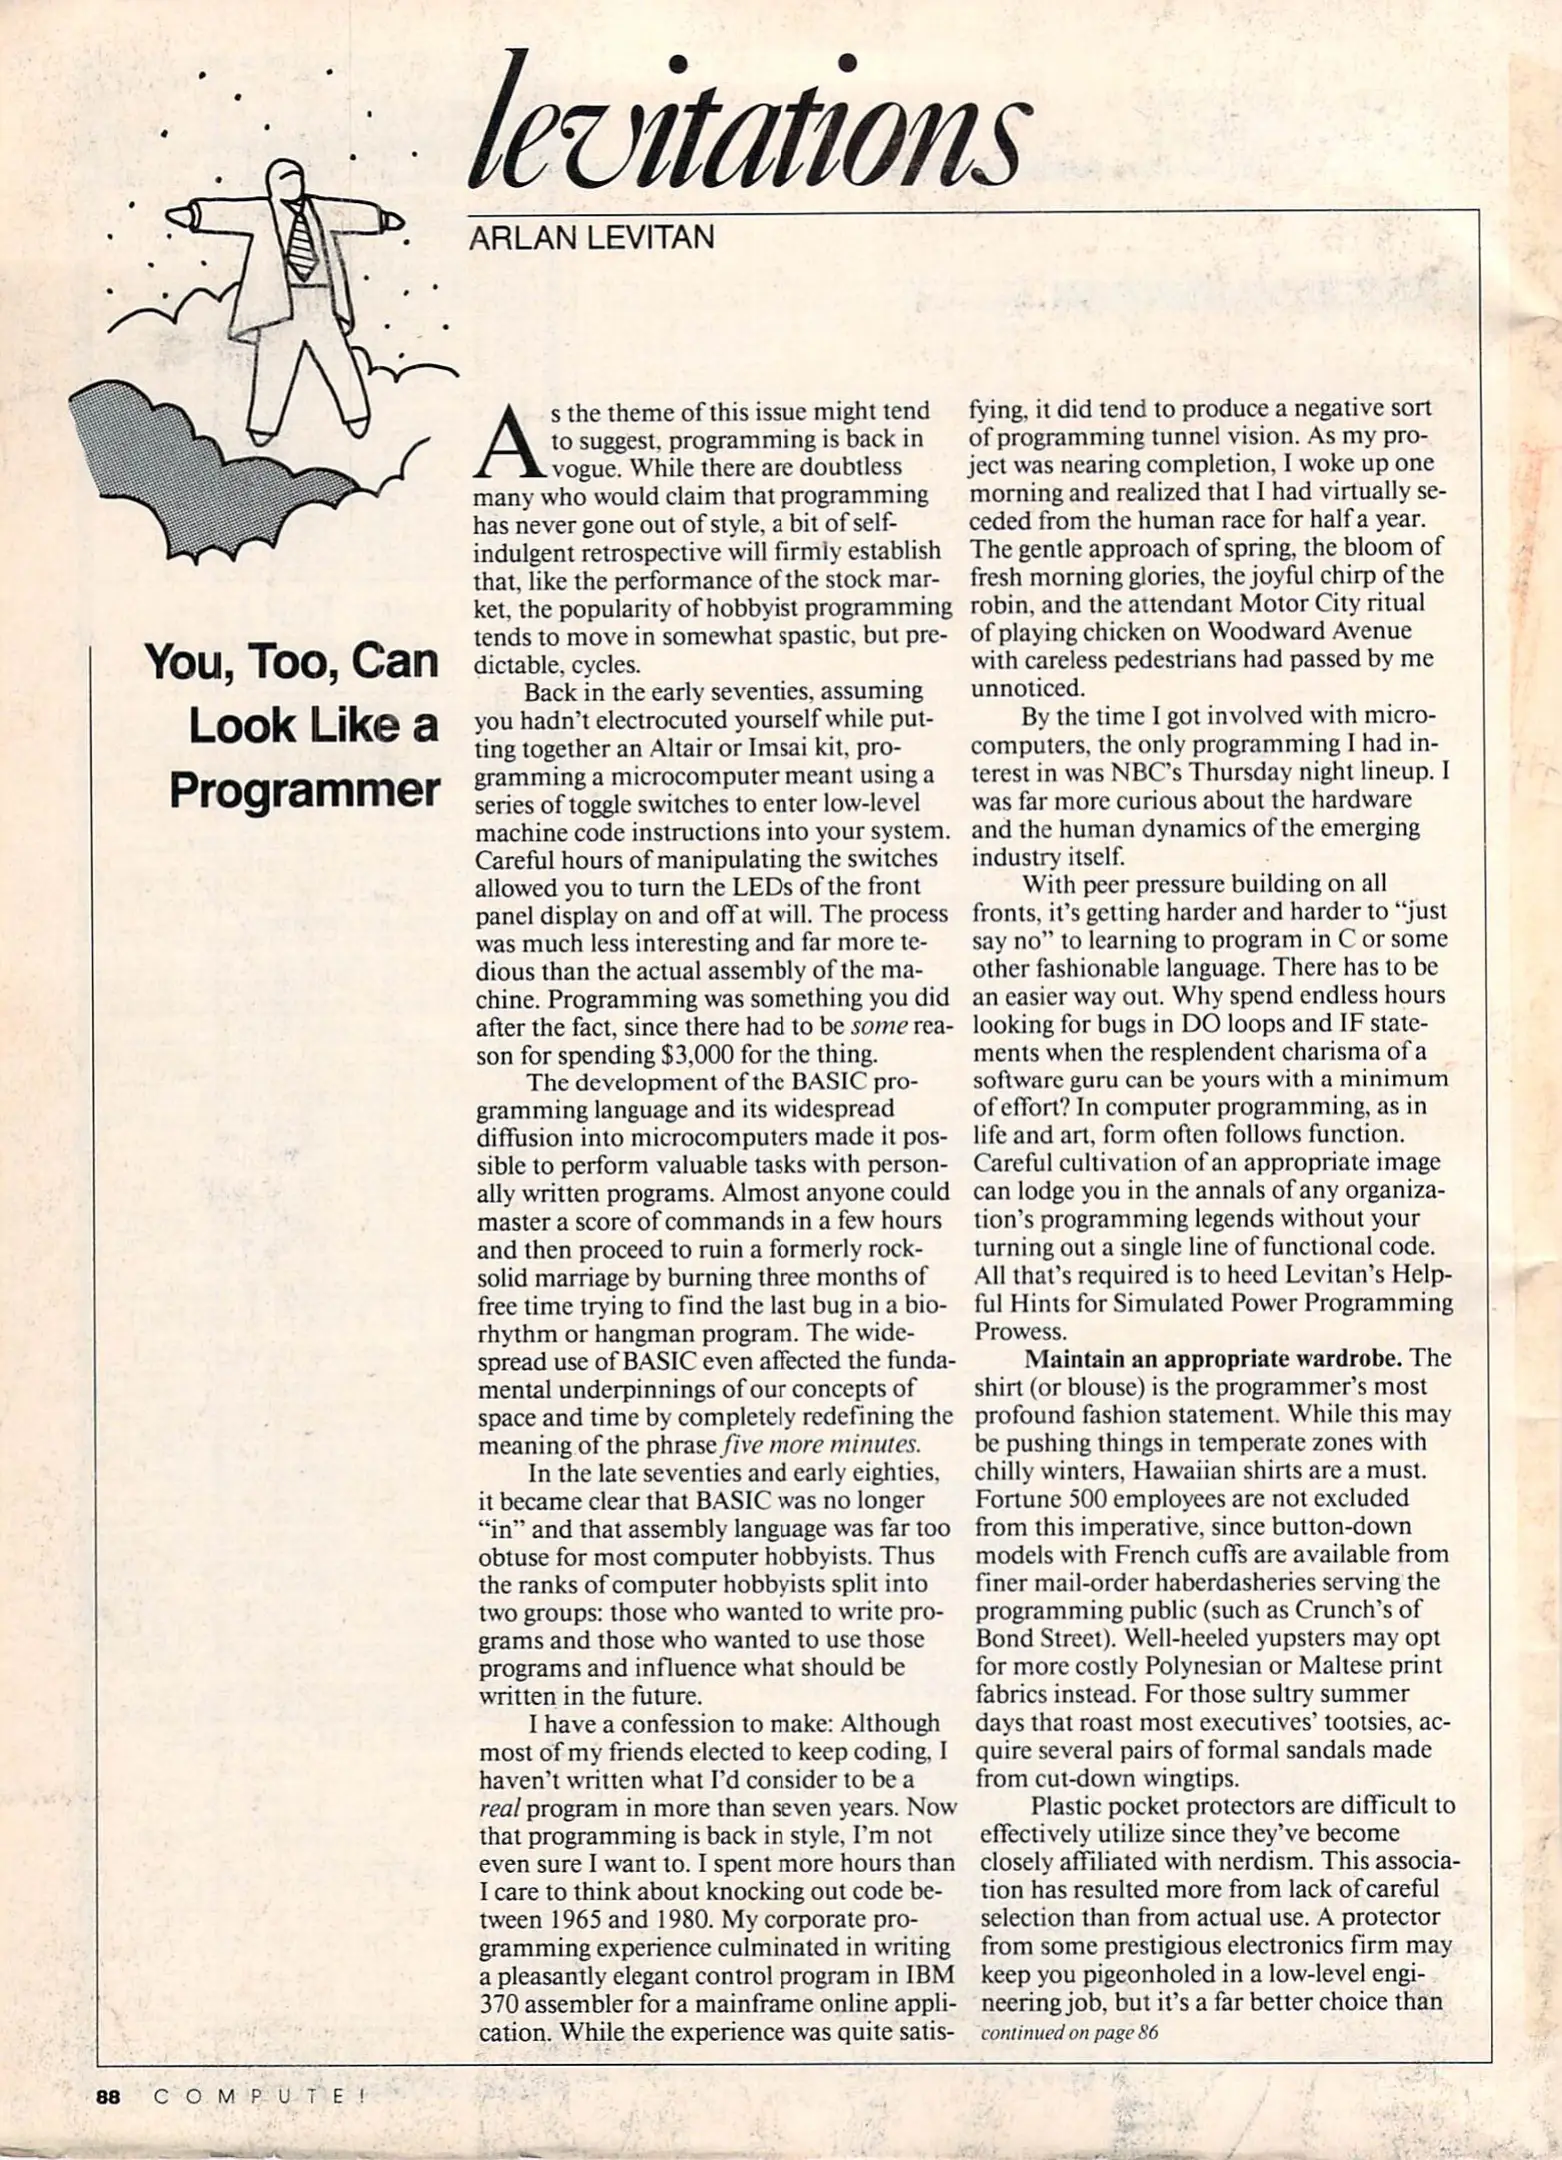 levitations
ARLAN LEVITAN
You, Too, Can
Look Like a
Programmer
As the theme of this issue might tend
to suggest, programming is back in
vogue. While there are doubtless
many who would claim that programming
has never gone out of style, a bit of self-
indulgent retrospective will firmly establish
that, like the performance of the stock mar-
ket, the popularity of hobbyist programming
tends to move in somewhat spastic, but pre-
dictable, cycles.
Back in the early seventies, assuming
you hadn't electrocuted yourself while put-
ting together an Altair or Imsai kit, pro-
gramming a microcomputer meant using a
series of toggle switches to enter low-level
machine code instructions into your system.
Careful hours of manipulating the switches
allowed you to turn the LEDs of the front
panel display on and off at will. The process
was much less interesting and far more te-
dious than the actual assembly of the ma-
chine. Programming was something you did
after the fact, since there had to be some rea-
son for spending $3,000 for the thing.
The development of the BASIC pro-
gramming language and its widespread
diffusion into microcomputers made it pos-
sible to perform valuable tasks with person-
ally written programs. Almost anyone could
master a score of commands in a few hours
and then proceed to ruin a formerly rock-
solid marriage by burning three months of
free time trying to find the last bug in a bio-
rhythm or hangman program. The wide-
spread use of BASIC even affected the funda-
mental underpinnings of our concepts of
space and time by completely redefining the
meaning of the phrase five more minutes.
In the late seventies and early eighties,
it became clear that BASIC was no longer
"in" and that assembly language was far too
obtuse for most computer hobbyists. Thus
the ranks of computer hobbyists split into
two groups: those who wanted to write pro-
grams and those who wanted to use those
programs and influence what should be
written in the future.
I have a confession to make: Although
most of my friends elected to keep coding, I
haven't written what I'd consider to be a
real program in more than seven years. Now
that programming is back in style, I'm not
even sure I want to. I spent more hours than
I care to think about knocking out code be-
tween 1965 and 1980. My corporate pro-
gramming experience culminated in writing
a pleasantly elegant control program in IBM
370 assembler for a mainframe online appli-
cation. While the experience was quite satis-
fying, it did tend to produce a negative sort
of programming tunnel vision. As my pro-
ject was nearing completion, I woke up one
morning and realized that I had virtually se-
ceded from the human race for half a year.
The gentle approach of spring, the bloom of
fresh morning glories, the joyful chirp of the
robin, and the attendant Motor City ritual
of playing chicken on Woodward Avenue
with careless pedestrians had passed by me
unnoticed.
By the time I got involved with micro-
computers, the only programming I had in-
terest in was NBC's Thursday night lineup. I
was far more curious about the hardware
and the human dynamics of the emerging
industry itself.
With peer pressure building on all
fronts, it's getting harder and harder to "just
say no" to learning to program in C or some
other fashionable language. There has to be
an easier way out. Why spend endless hours
looking for bugs in DO loops and IF state-
ments when the resplendent charisma of a
software guru can be yours with a minimum
of effort? In computer programming, as in
life and art, form often follows function.
Careful cultivation of an appropriate image
can lodge you in the annals of any organiza-
tion's programming legends without your
turning out a single line of functional code.
All that's required is to heed Levitan's Help-
ful Hints for Simulated Power Programming
Prowess.
Maintain an appropriate wardrobe. The
shirt (or blouse) is the programmer's most
profound fashion statement. While this may
be pushing things in temperate zones with
chilly winters, Hawaiian shirts are a must.
Fortune 500 employees are not excluded
from this imperative, since button-down
models with French cuffs are available from
finer mail-order haberdasheries serving the
programming public (such as Crunch's of
Bond Street). Well-heeled yupsters may opt
for more costly Polynesian or Maltese print
fabrics instead. For those sultry summer
days that roast most executives' tootsies, ac-
quire several pairs of formal sandals made
from cut-down wingtips.
Plastic pocket protectors are difficult to
effectively utilize since they've become
closely affiliated with nerdism. This associa-
tion has resulted more from lack of careful
selection than from actual use. A protector
from some prestigious electronics firm may
keep you pigeonholed in a low-level engi-
neering job, but it's a far better choice than
continued on page 86
88 COMPUTE!